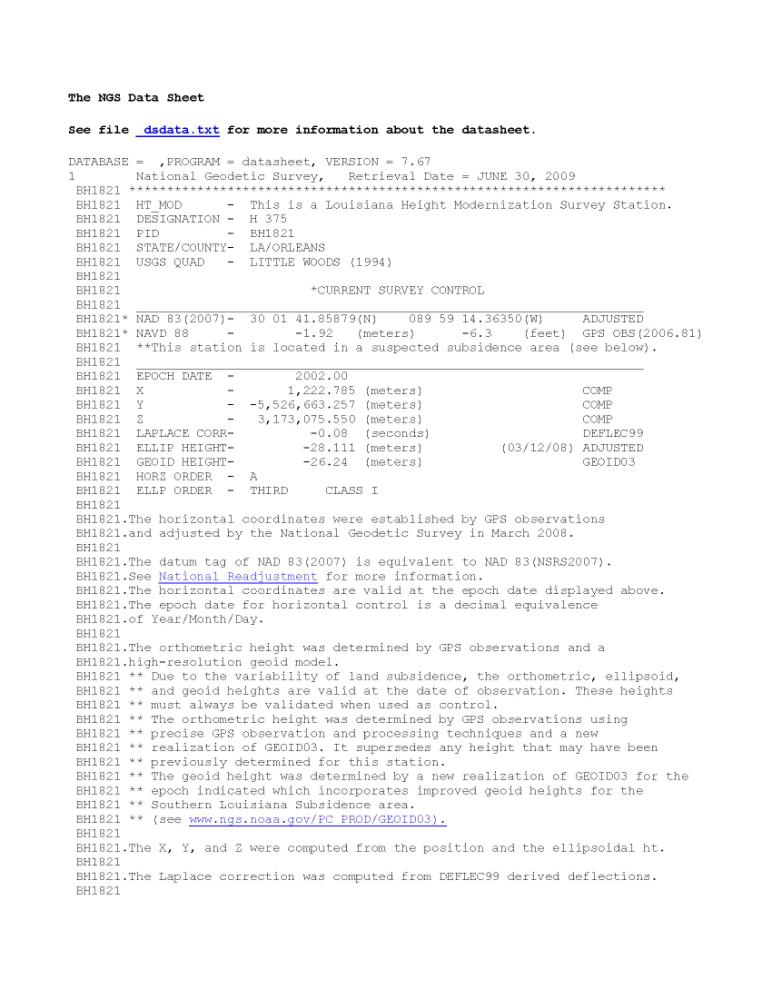 The NGS Data Sheet
See file dsdata.txt for more information about the datasheet.
DATABASE = ,PROGRAM = datasheet, VERSION = 7.67
1 National Geodetic Survey, Retrieval Date = JUNE 30, 2009
BH1821 ***********************************************************************
BH1821 HT_MOD - This is a Louisiana Height Modernization Survey Station.
BH1821 DESIGNATION - H 375
BH1821 PID - BH1821
BH1821 STATE/COUNTY- LA/ORLEANS
BH1821 USGS QUAD - LITTLE WOODS (1994)
BH1821
BH1821 *CURRENT SURVEY CONTROL
BH1821
BH1821* NAD 83(2007)- 30 01 41.85879(N) 089 59 14.36350(W) ADJUSTED
BH1821* NAVD 88 - -1.92 (meters) -6.3 (feet) GPS OBS(2006.81)
BH1821 **This station is located in a suspected subsidence area (see below).
BH1821
BH1821 EPOCH DATE - 2002.00
BH1821 X - 1,222.785 (meters) COMP
BH1821 Y - -5,526,663.257 (meters) COMP
BH1821 Z - 3,173,075.550 (meters) COMP
BH1821 LAPLACE CORR- -0.08 (seconds) DEFLEC99
BH1821 ELLIP HEIGHT- -28.111 (meters) (03/12/08) ADJUSTED
BH1821 GEOID HEIGHT- -26.24 (meters) GEOID03
BH1821 HORZ ORDER - A
BH1821 ELLP ORDER - THIRD CLASS I
BH1821
BH1821.The horizontal coordinates were established by GPS observations
BH1821.and adjusted by the National Geodetic Survey in March 2008.
BH1821
BH1821.The datum tag of NAD 83(2007) is equivalent to NAD 83(NSRS2007).
BH1821.See National Readjustment for more information.
BH1821.The horizontal coordinates are valid at the epoch date displayed above.
BH1821.The epoch date for horizontal control is a decimal equivalence
BH1821.of Year/Month/Day.
BH1821
BH1821.The orthometric height was determined by GPS observations and a
BH1821.high-resolution geoid model.
BH1821 ** Due to the variability of land subsidence, the orthometric, ellipsoid,
BH1821 ** and geoid heights are valid at the date of observation. These heights
BH1821 ** must always be validated when used as control.
BH1821 ** The orthometric height was determined by GPS observations using
BH1821 ** precise GPS observation and processing techniques and a new
BH1821 ** realization of GEOID03. It supersedes any height that may have been
BH1821 ** previously determined for this station.
BH1821 ** The geoid height was determined by a new realization of GEOID03 for the
BH1821 ** epoch indicated which incorporates improved geoid heights for the
BH1821 ** Southern Louisiana Subsidence area.
BH1821 ** (see www.ngs.noaa.gov/PC_PROD/GEOID03).
BH1821
BH1821.The X, Y, and Z were computed from the position and the ellipsoidal ht.
BH1821
BH1821.The Laplace correction was computed from DEFLEC99 derived deflections.
BH1821